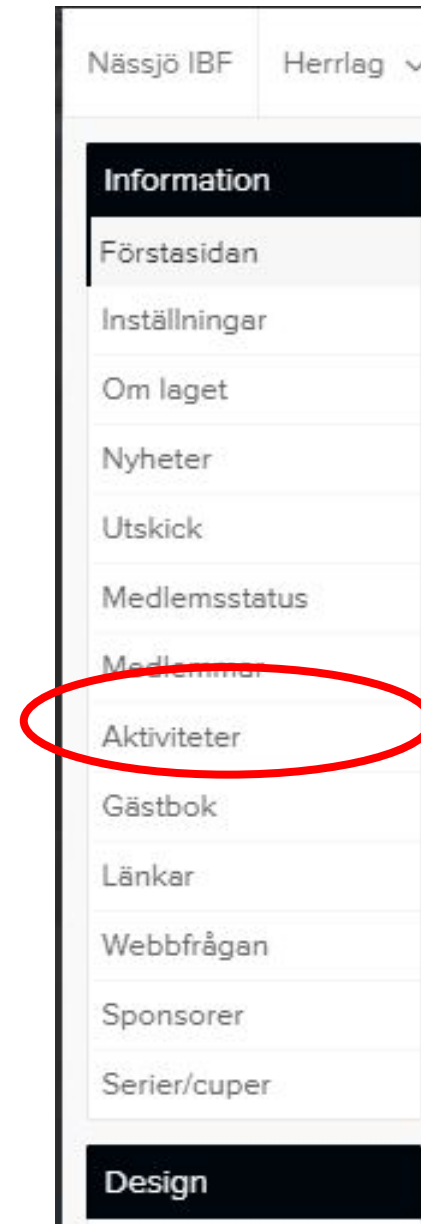 Nässjö IBF Herrlag
Information
Förstasidan
Inställningar
Om laget
Nyheter
Utskick
Medlemsstatus
Medlemmar
Aktiviteter
Gästbok
Länkar
Webbfrågan
Sponsorer
Serier/cuper
Design